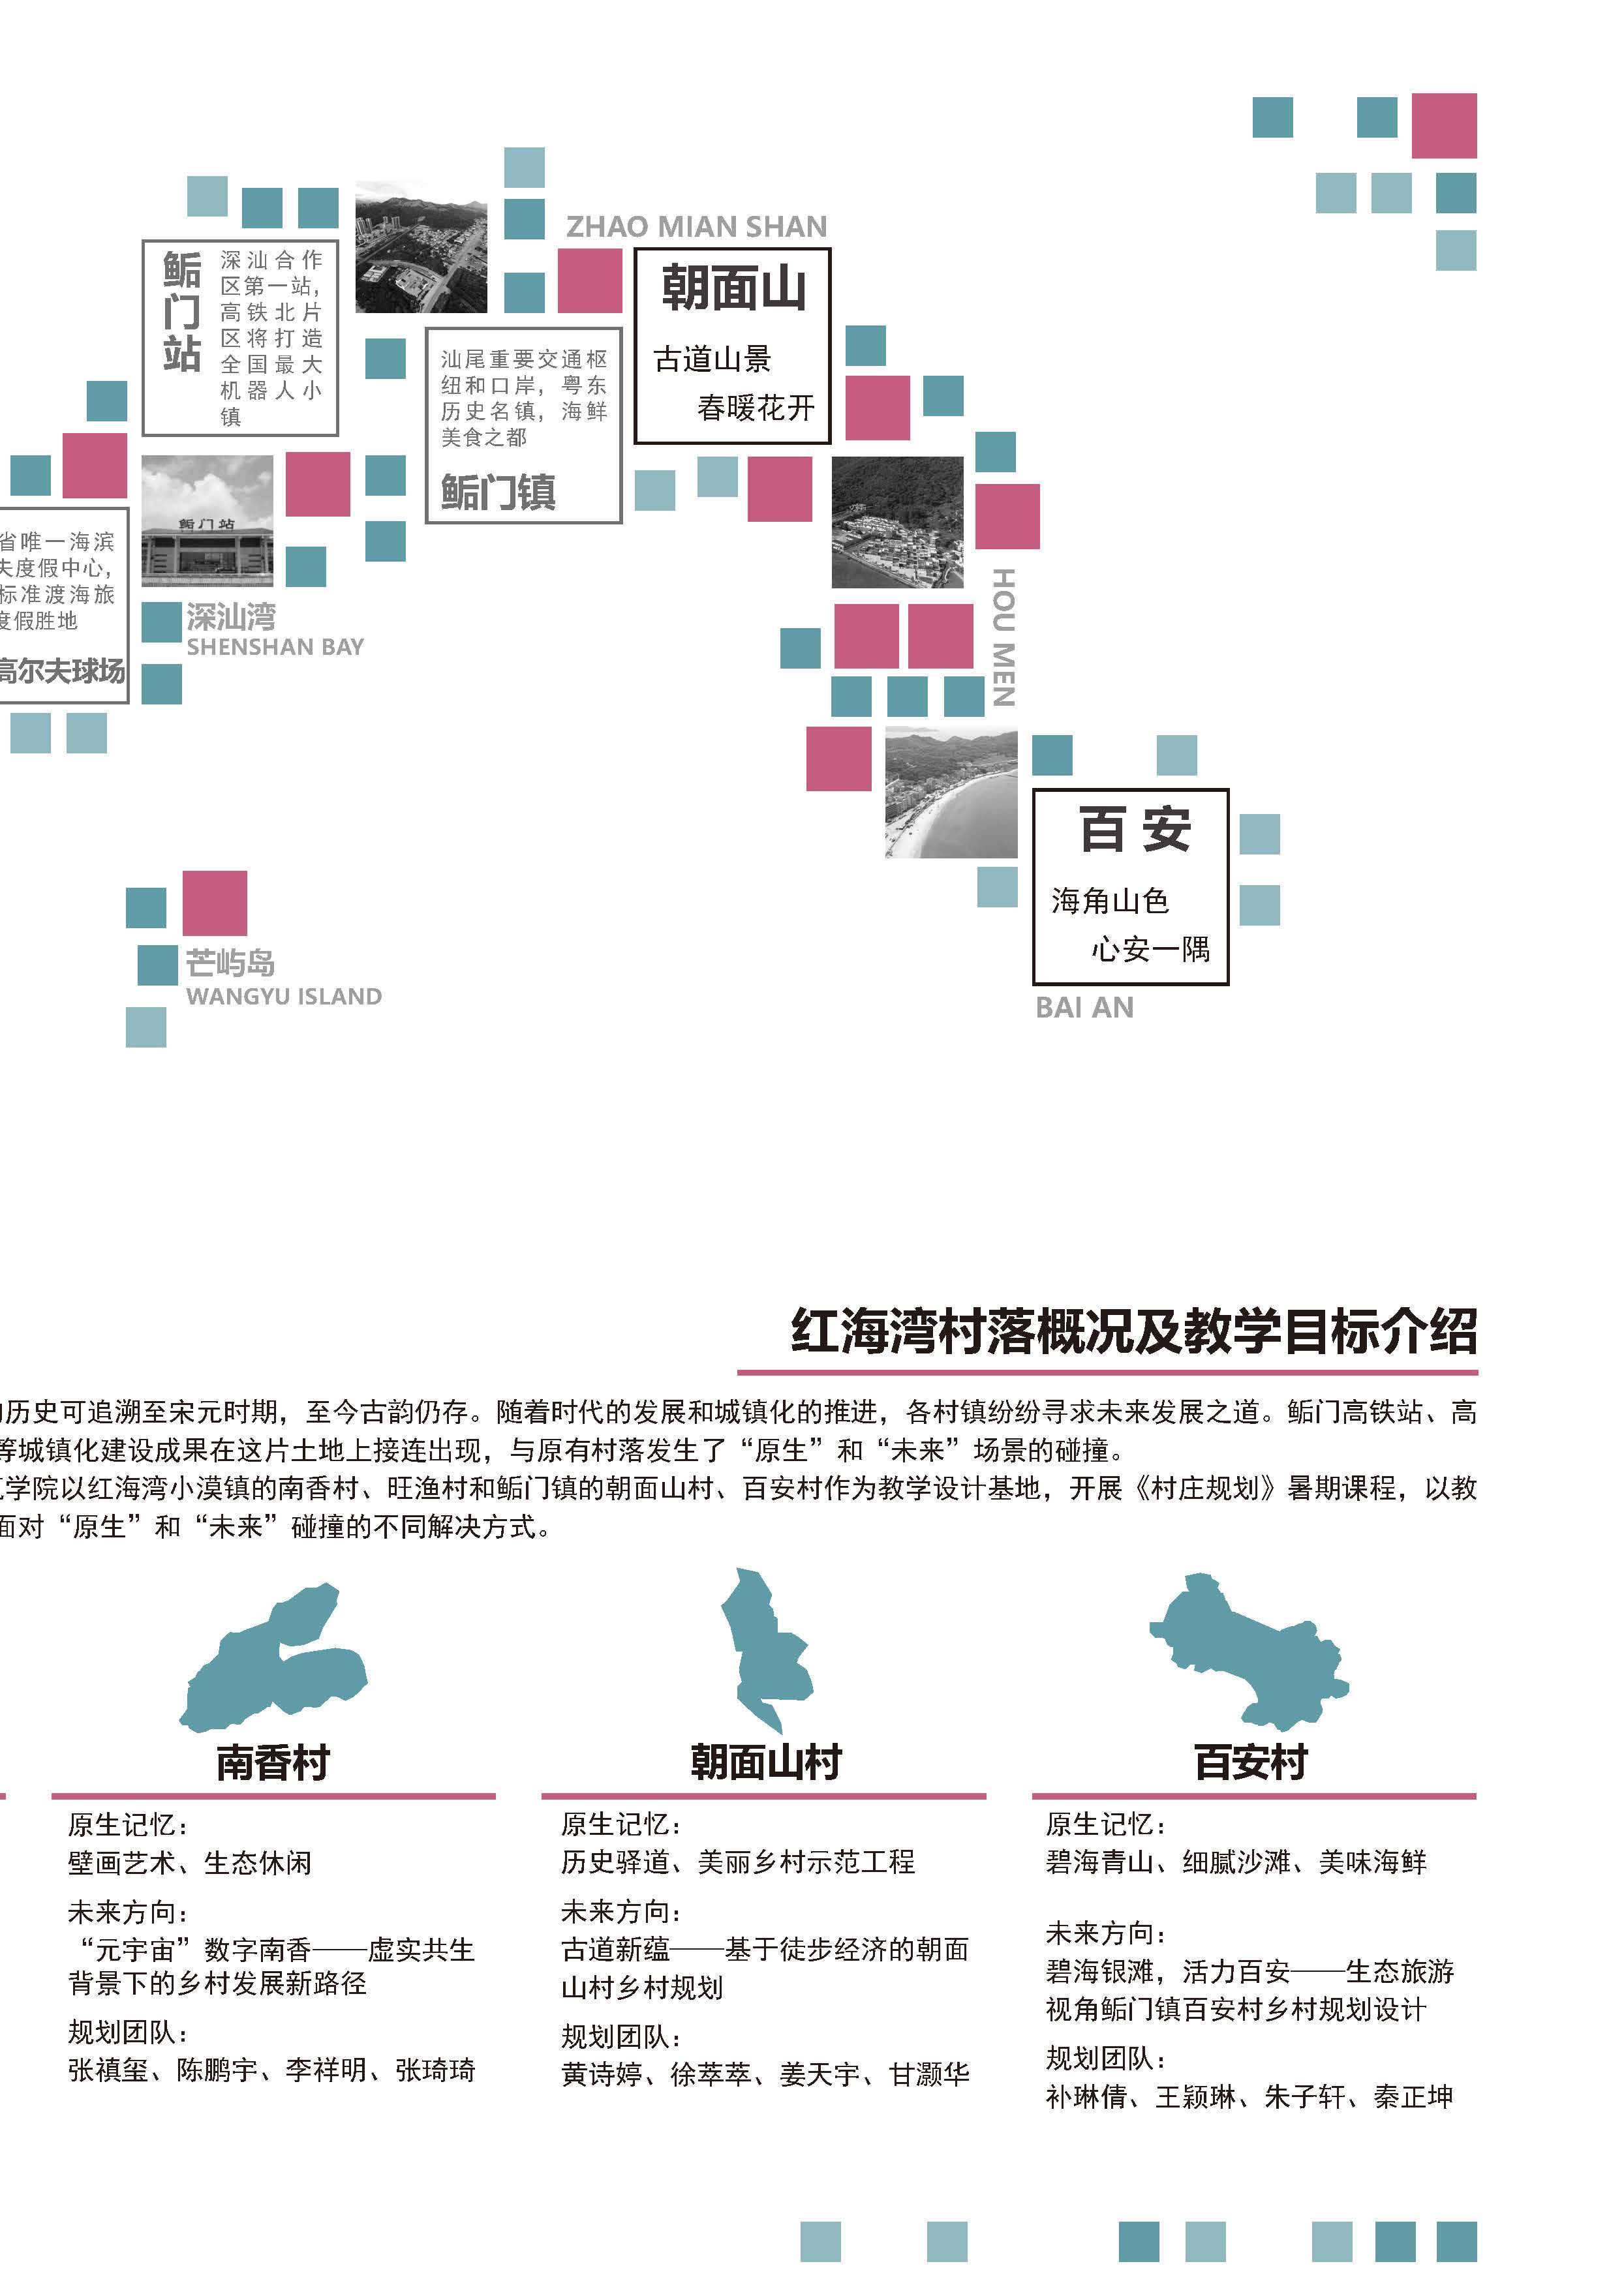 ZHAO MIAN SHAN
鲘门站
深汕合作
区第一站，
高铁北片
区将打造
全国最大
机器人小
镇
朝面山
古道山景
春暖花开
汕尾重要交通枢
纽和口岸，粤东
历史名镇，海鲜
美食之都
鲘门镇
鲘门站
省唯一海滨
夫度假中心，
标准渡海旅
度假胜地
高尔夫球场
深汕湾
SHENSHAN BAY
HOU MEN
百安
海角山色
心安一隅
BAI AN
芒屿岛
WANGYU ISLAND
红海湾村落概况及教学目标介绍
历史可追溯至宋元时期，至今古韵仍存。随着时代的发展和城镇化的推进，各村镇纷纷寻求未来发展之道。鲘门高铁站、高
等城镇化建设成果在这片土地上接连出现，与原有村落发生了“原生”和“未来”场景的碰撞。
学院以红海湾小漠镇的南香村、旺渔村和鲘门镇的朝面山村、百安村作为教学设计基地，开展《村庄规划》暑期课程，以教
面对“原生”和“未来”碰撞的不同解决方式。
南香村
原生记忆：
壁画艺术、生态休闲
未来方向：
“元宇宙”数字南香——虚实共生
背景下的乡村发展新路径
规划团队：
张禛玺、陈鹏宇、李祥明、张琦琦
朝面山村
原生记忆：
历史驿道、美丽乡村示范工程
未来方向：
古道新蕴——基于徒步经济的朝面
山村乡村规划
规划团队：
黄诗婷、徐萃萃、姜天宇、甘灏华
百安村
原生记忆：
碧海青山、细腻沙滩、美味海鲜
未来方向：
碧海银滩，活力百安——生态旅游
视角鲘门镇百安村乡村规划设计
规划团队：
补琳倩、王颖琳、朱子轩、秦正坤